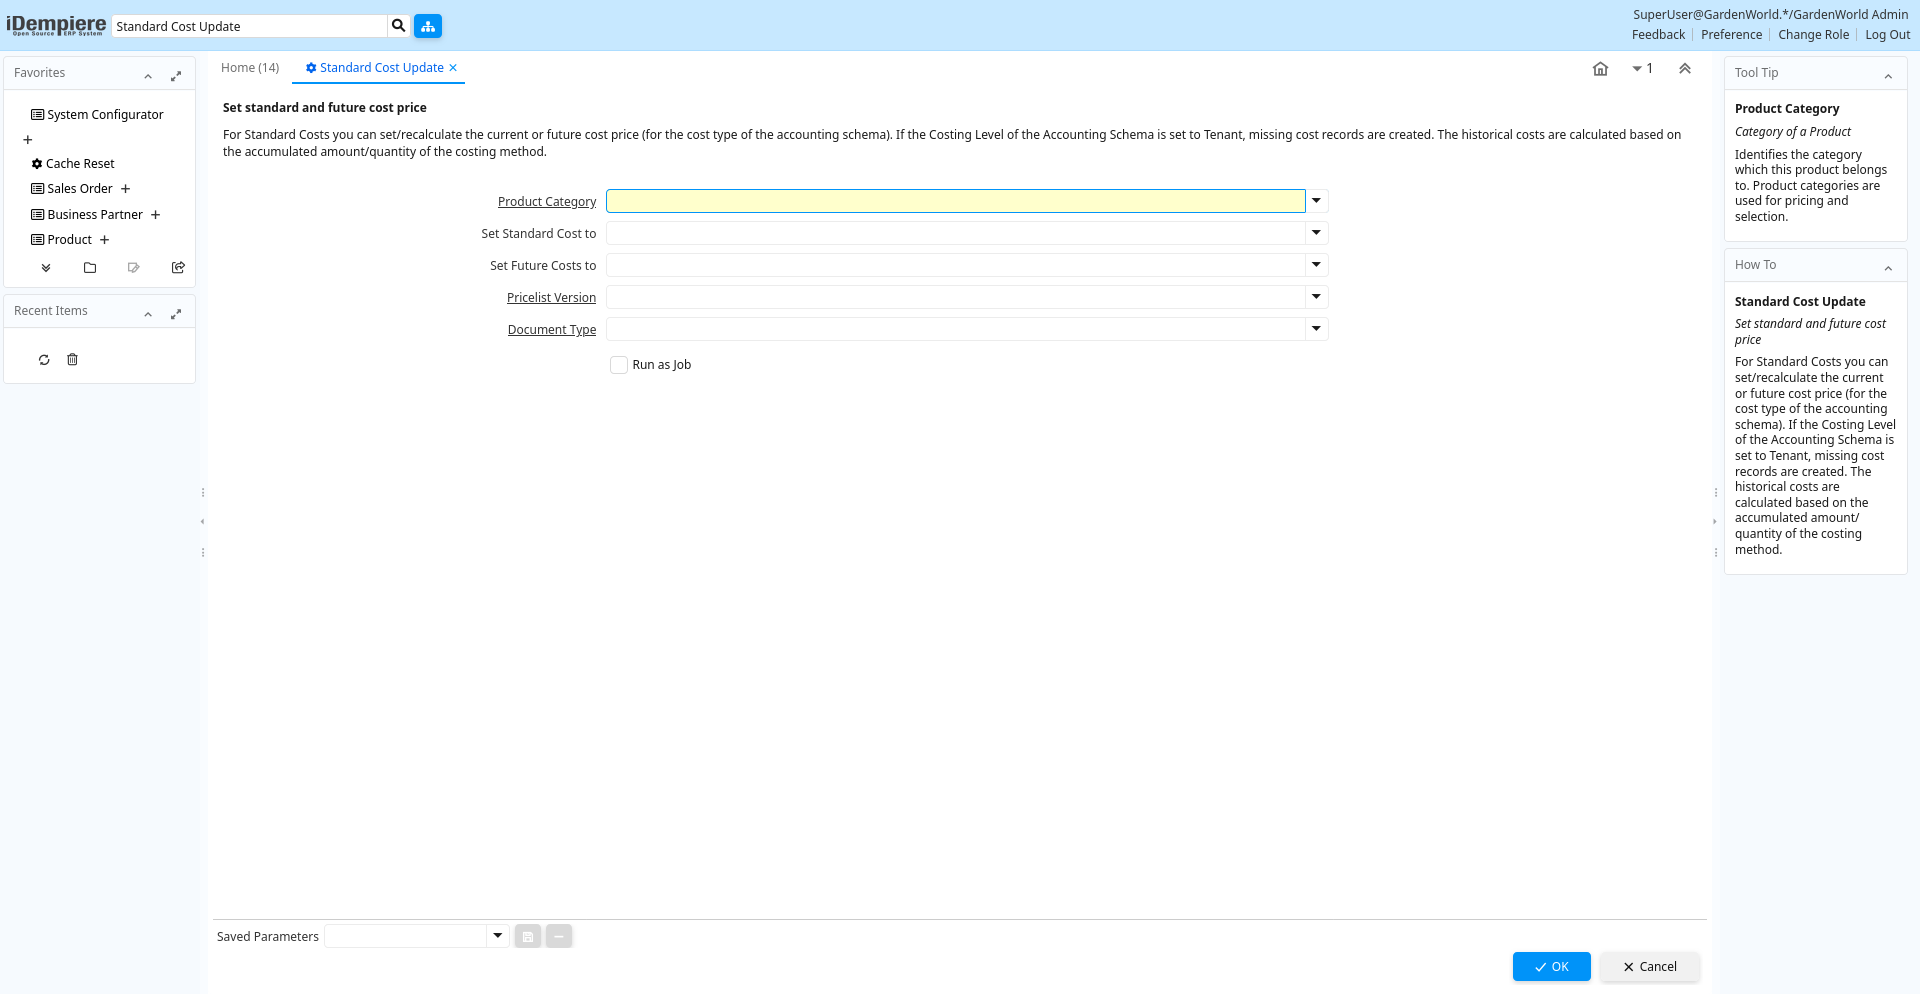 iDempiere
Open Source ERP System
Standard Cost Update
SuperUser@GardenWorld.*/GardenWorld Admin
Feedback
Preference
Change Role
Log Out
Favorites
System Configurator
Cache Reset
Sales Order
Business Partner
Product
Recent Items
Home (14)
Standard Cost Update
1
Set standard and future cost price
For Standard Costs you can set/recalculate the current or future cost price (for the cost type of the accounting schema). If the Costing Level of the Accounting Schema is set to Tenant, missing cost records are created. The historical costs are calculated based on
the accumulated amount/quantity of the costing method.
Product Category
Set Standard Cost to
Set Future Costs to
Pricelist Version
Document Type
Run as Job
Saved Parameters
OK
Cancel
Tool Tip
Product Category
Category of a Product
Identifies the category
which this product belongs
to. Product categories are
used for pricing and
selection.
How To
Standard Cost Update
Set standard and future cost
price
For Standard Costs you can
set/recalculate the current
or future cost price (for the
cost type of the accounting
schema). If the Costing Level
of the Accounting Schema is
set to Tenant, missing cost
records are created. The
historical costs are
calculated based on the
accumulated amount/
quantity of the costing
method.